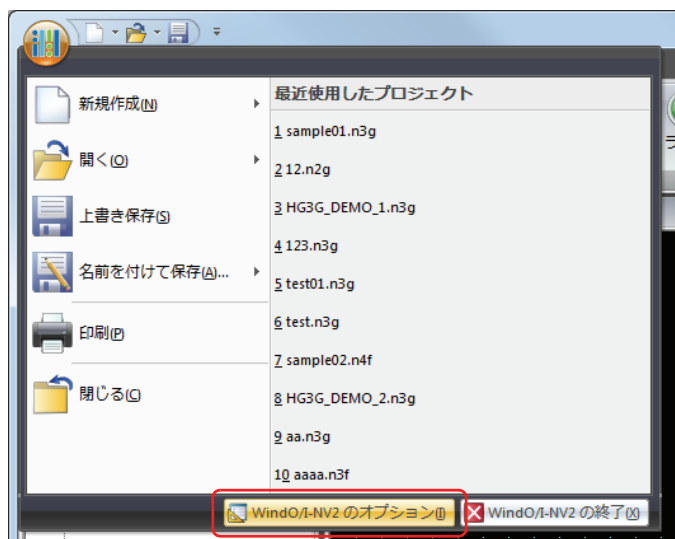 新規作成(N)
開く(O)
上書き保存(S)
名前を付けて保存(A)...
印刷(P)
閉じる(C)
最近使用したプロジェクト
1 sample01.n3g
2 12.n2g
3 HG3G_DEMO_1.n3g
4 123.n3g
5 test01.n3g
6 test.n3g
7 sample02.n4f
8 HG3G_DEMO_2.n3g
9 aa.n3g
10 aaaa.n3f
WindO/I-NV2 のオプション(I)
WindO/I-NV2 の終了(X)